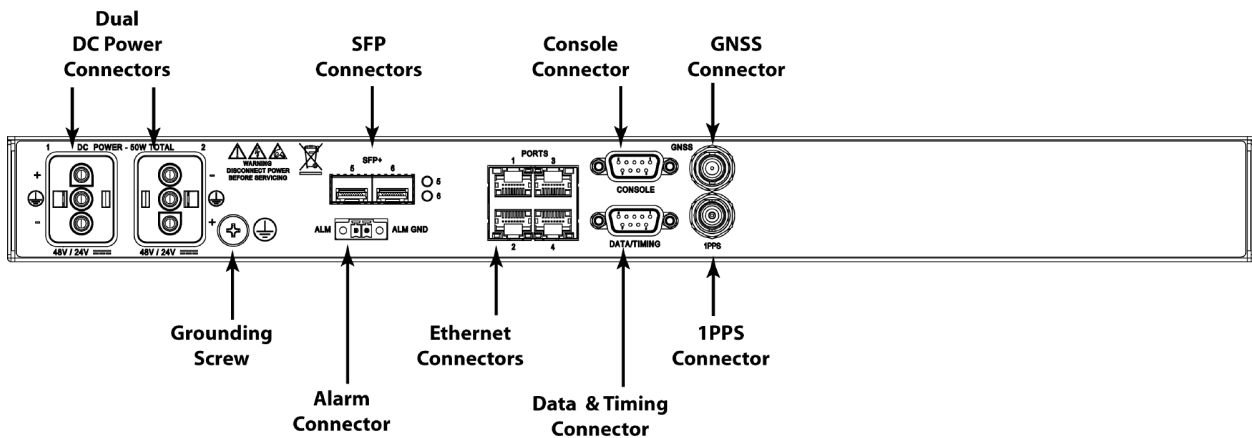 Dual
DC Power
Connectors
SFP
Connectors
Console
Connector
GNSS
Connector
1 DC POWER - 50W TOTAL 2
+
-
-
+
48V / 24V
48V / 24V
WARNING
DISCONNECT POWER
BEFORE SERVICING
SFP+
5 6
5
6
ALM
ALM GND
PORTS
1 3
2 4
CONSOLE
DATA/TIMING
GNSS
1PPS
Grounding
Screw
Alarm
Connector
Ethernet
Connectors
Data & Timing
Connector
1PPS
Connector